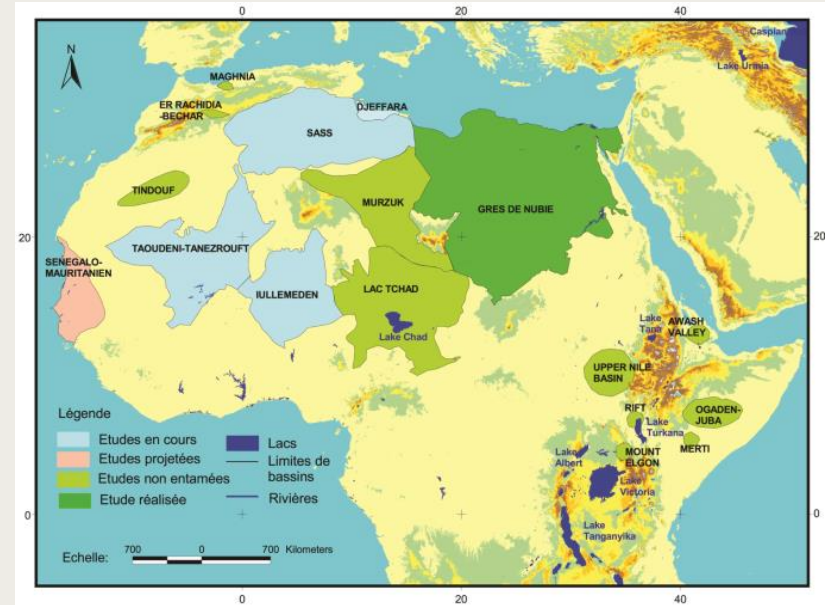 0
20
40
N
Caspian
Lake Urmia
MAGHNIA
ER RACHIDIA
-BECHAR
DJEFFARA
SASS
TINDOUF
MURZUK
GRES DE NUBIE
20
20
TAOUDENI-TANEZROUFT
SENEGALO-
MAURITANIEN
IULLEMEDEN
LAC TCHAD
Lake Chad
Lake
Tana
AWASH
VALLEY
UPPER NILE
BASIN
RIFT
OGADEN-
JUBA
Lake
Turkana
MERTI
MOUNT
ELGON
Lake
Albert
Lake
Victoria
Lake
Tanganyika
Légende
Etudes en cours
Etudes projetées
Etudes non entamées
Etude réalisée
Lacs
Limites de
bassins
Rivières
0
0
Echelle:
700
0
700 Kilometers
0
20
40